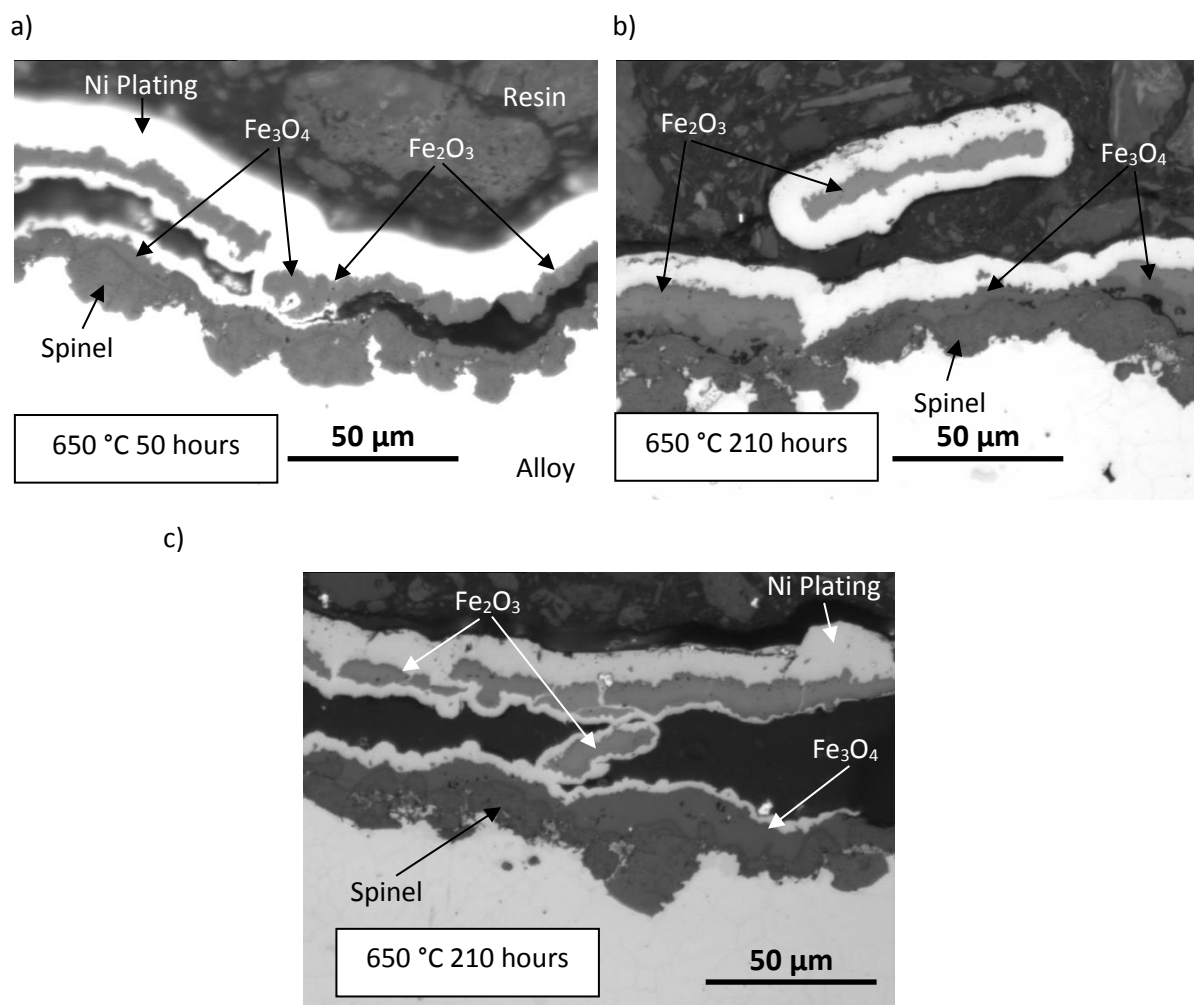 a)
b)
Ni Plating
Resin
Fe₃O₄
Fe₂O₃
Spinel
650 °C 50 hours
50 µm
Alloy
Fe₂O₃
Fe₃O₄
Spinel
650 °C 210 hours
50 µm
c)
Ni Plating
Fe₂O₃
Fe₃O₄
Spinel
650 °C 210 hours
50 µm